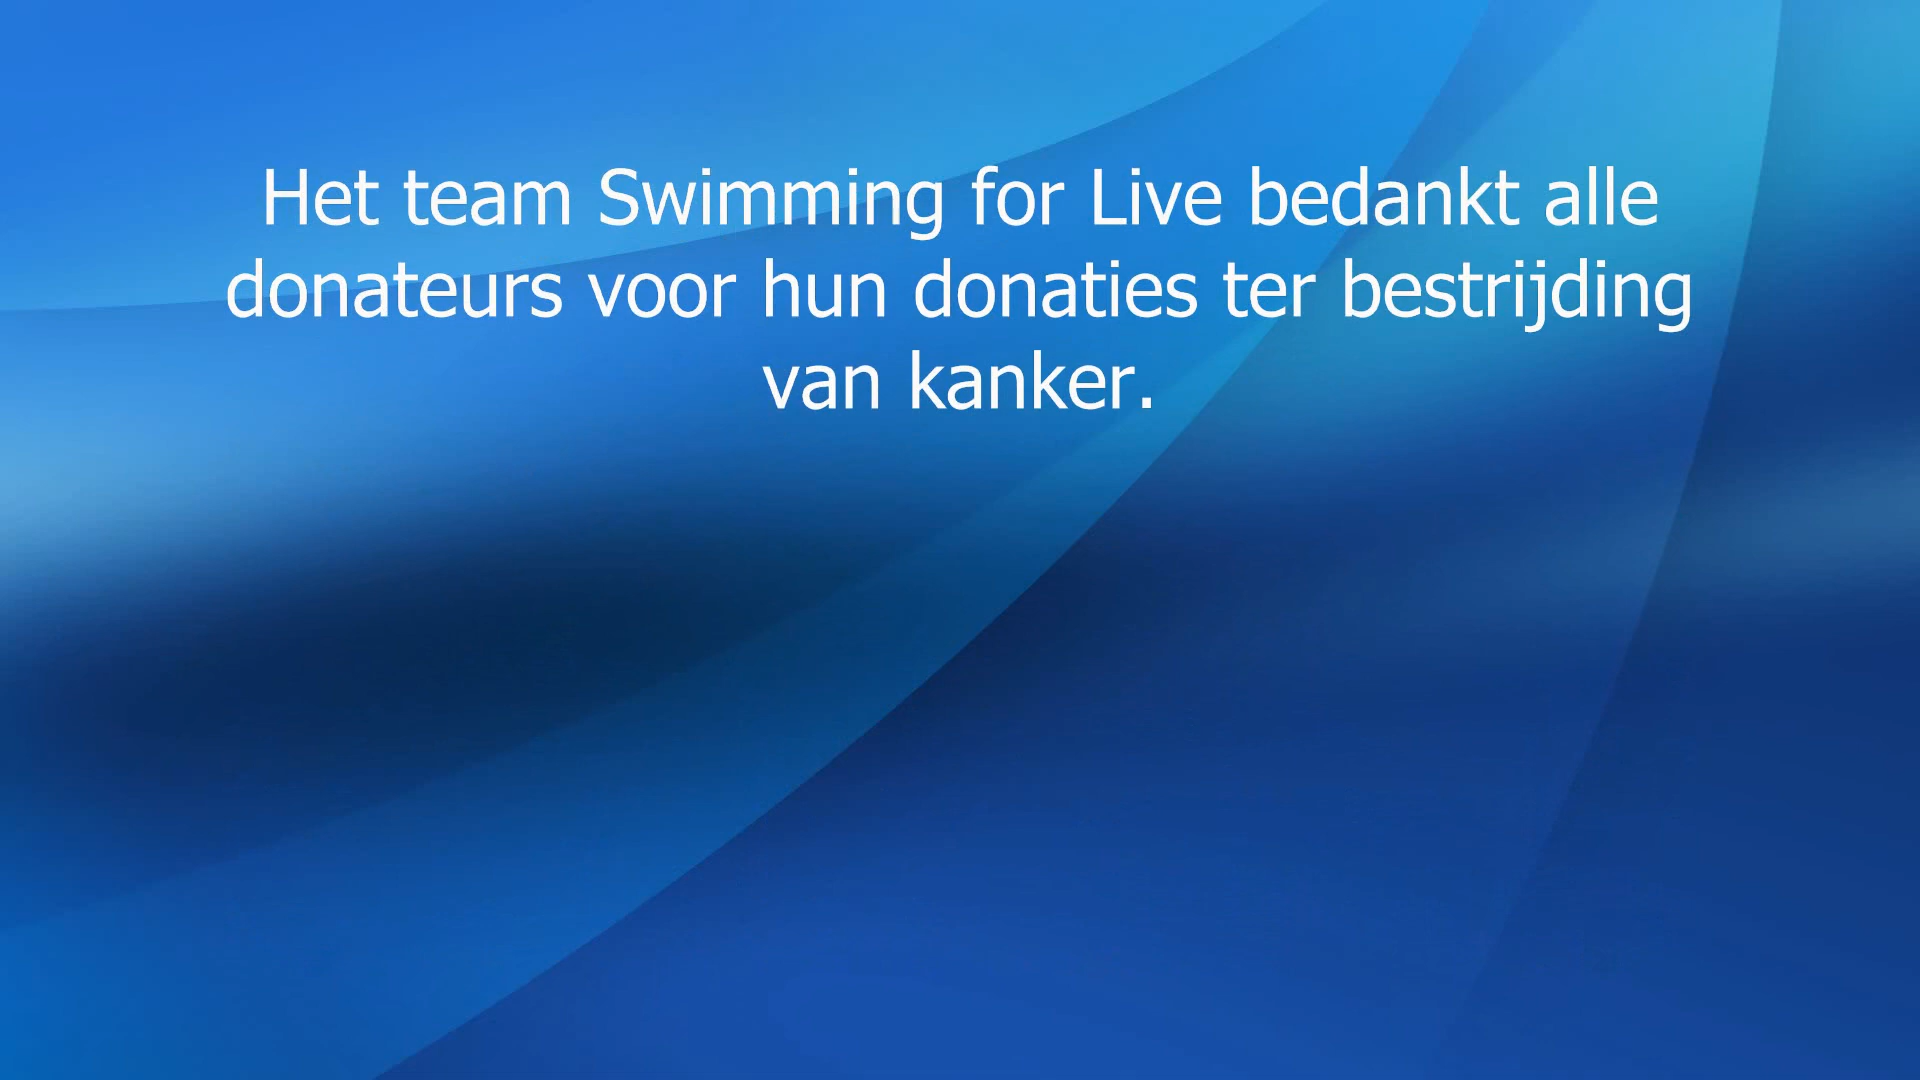 Het team Swimming for Live bedankt alle
donateurs voor hun donaties ter bestrijding
van kanker.